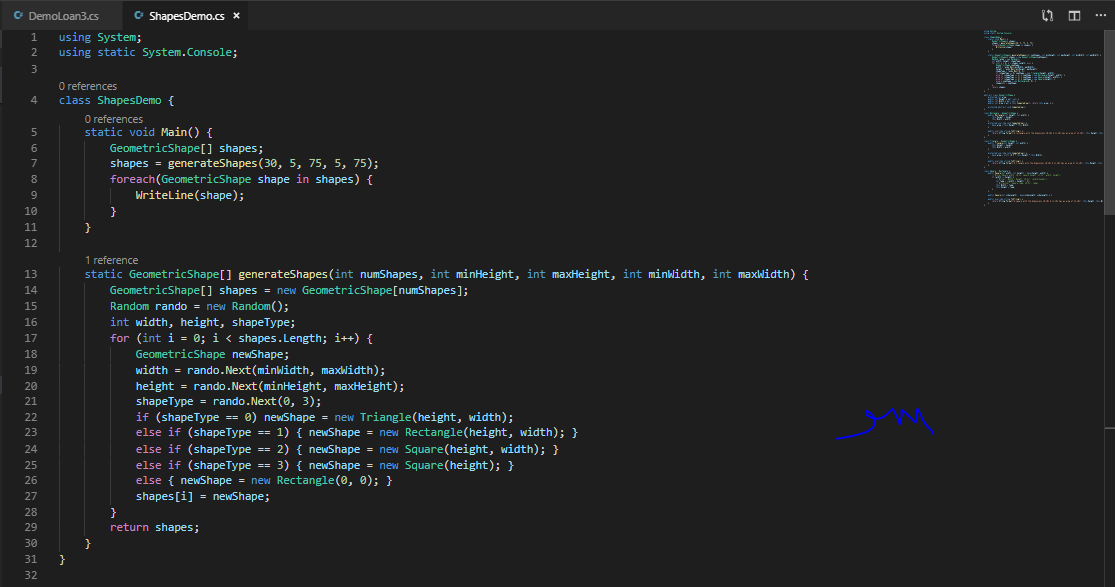 DemoLoan3.cs ShapesDemo.cs
1 using System;
2 using static System.Console;
3
0 references
4 class ShapesDemo {
0 references
5 static void Main() {
6 GeometricShape[] shapes;
7 shapes = generateShapes(30, 5, 75, 5, 75);
8 foreach(GeometricShape shape in shapes) {
9 WriteLine(shape);
10 }
11 }
12
1 reference
13 static GeometricShape[] generateShapes(int numShapes, int minHeight, int maxHeight, int minWidth, int maxWidth) {
14 GeometricShape[] shapes = new GeometricShape[numShapes];
15 Random rando = new Random();
16 int width, height, shapeType;
17 for (int i = 0; i < shapes.Length; i++) {
18 GeometricShape newShape;
19 width = rando.Next(minWidth, maxWidth);
20 height = rando.Next(minHeight, maxHeight);
21 shapeType = rando.Next(0, 3);
22 if (shapeType == 0) newShape = new Triangle(height, width);
23 else if (shapeType == 1) { newShape = new Rectangle(height, width); }
24 else if (shapeType == 2) { newShape = new Square(height, width); }
25 else if (shapeType == 3) { newShape = new Square(height); }
26 else { newShape = new Rectangle(0, 0); }
27 shapes[i] = newShape;
28 }
29 return shapes;
30 }
31 }
32